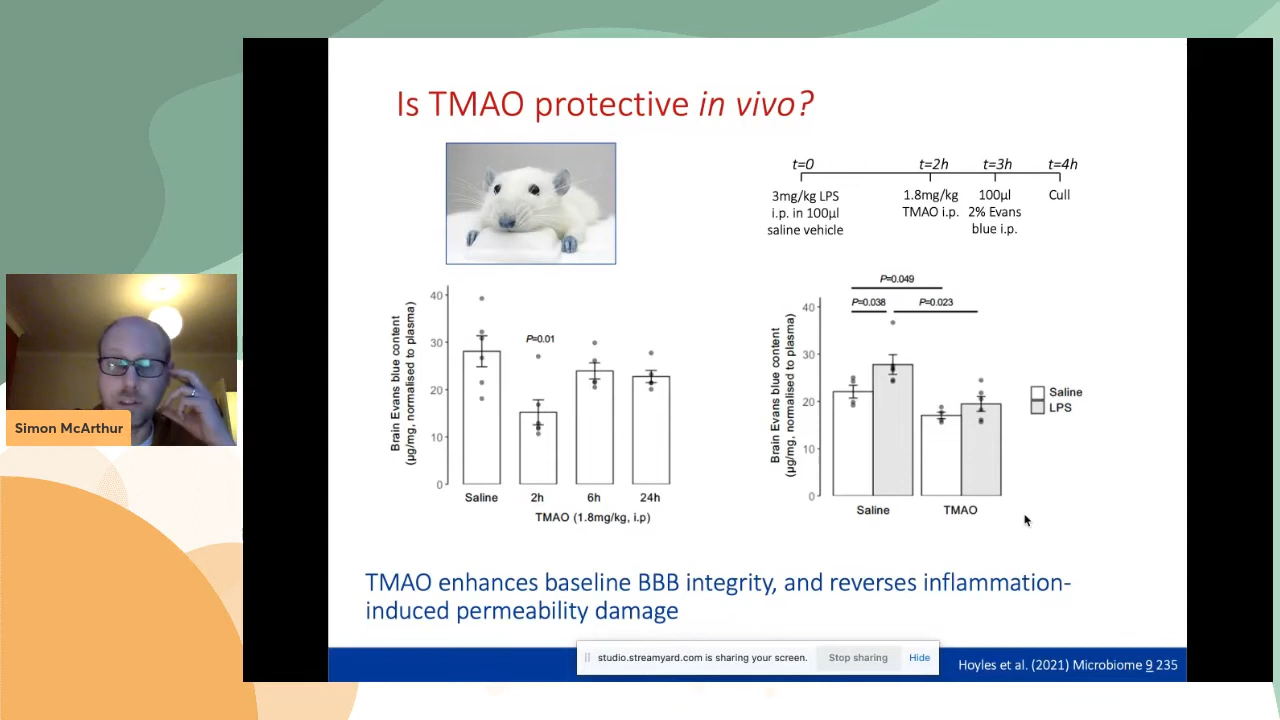 Is TMAO protective in vivo?
t=0
t=2h
t=3h
t=4h
3mg/kg LPS
i.p. in 100µl
saline vehicle
1.8mg/kg
TMAO i.p.
100µl
2% Evans
blue i.p.
Cull
Brain Evans blue content
(µg/mg, normalised to plasma)
40
30
20
10
0
P=0.01
Saline
2h
6h
24h
TMAO (1.8mg/kg, i.p)
Brain Evans blue content
(µg/mg, normalised to plasma)
40
30
20
10
0
P=0.049
P=0.038
P=0.023
Saline
TMAO
Saline
LPS
Simon McArthur
TMAO enhances baseline BBB integrity, and reverses inflammation-
induced permeability damage
studio.streamyard.com is sharing your screen.
Stop sharing
Hide
Hoyles et al. (2021) Microbiome 9 235